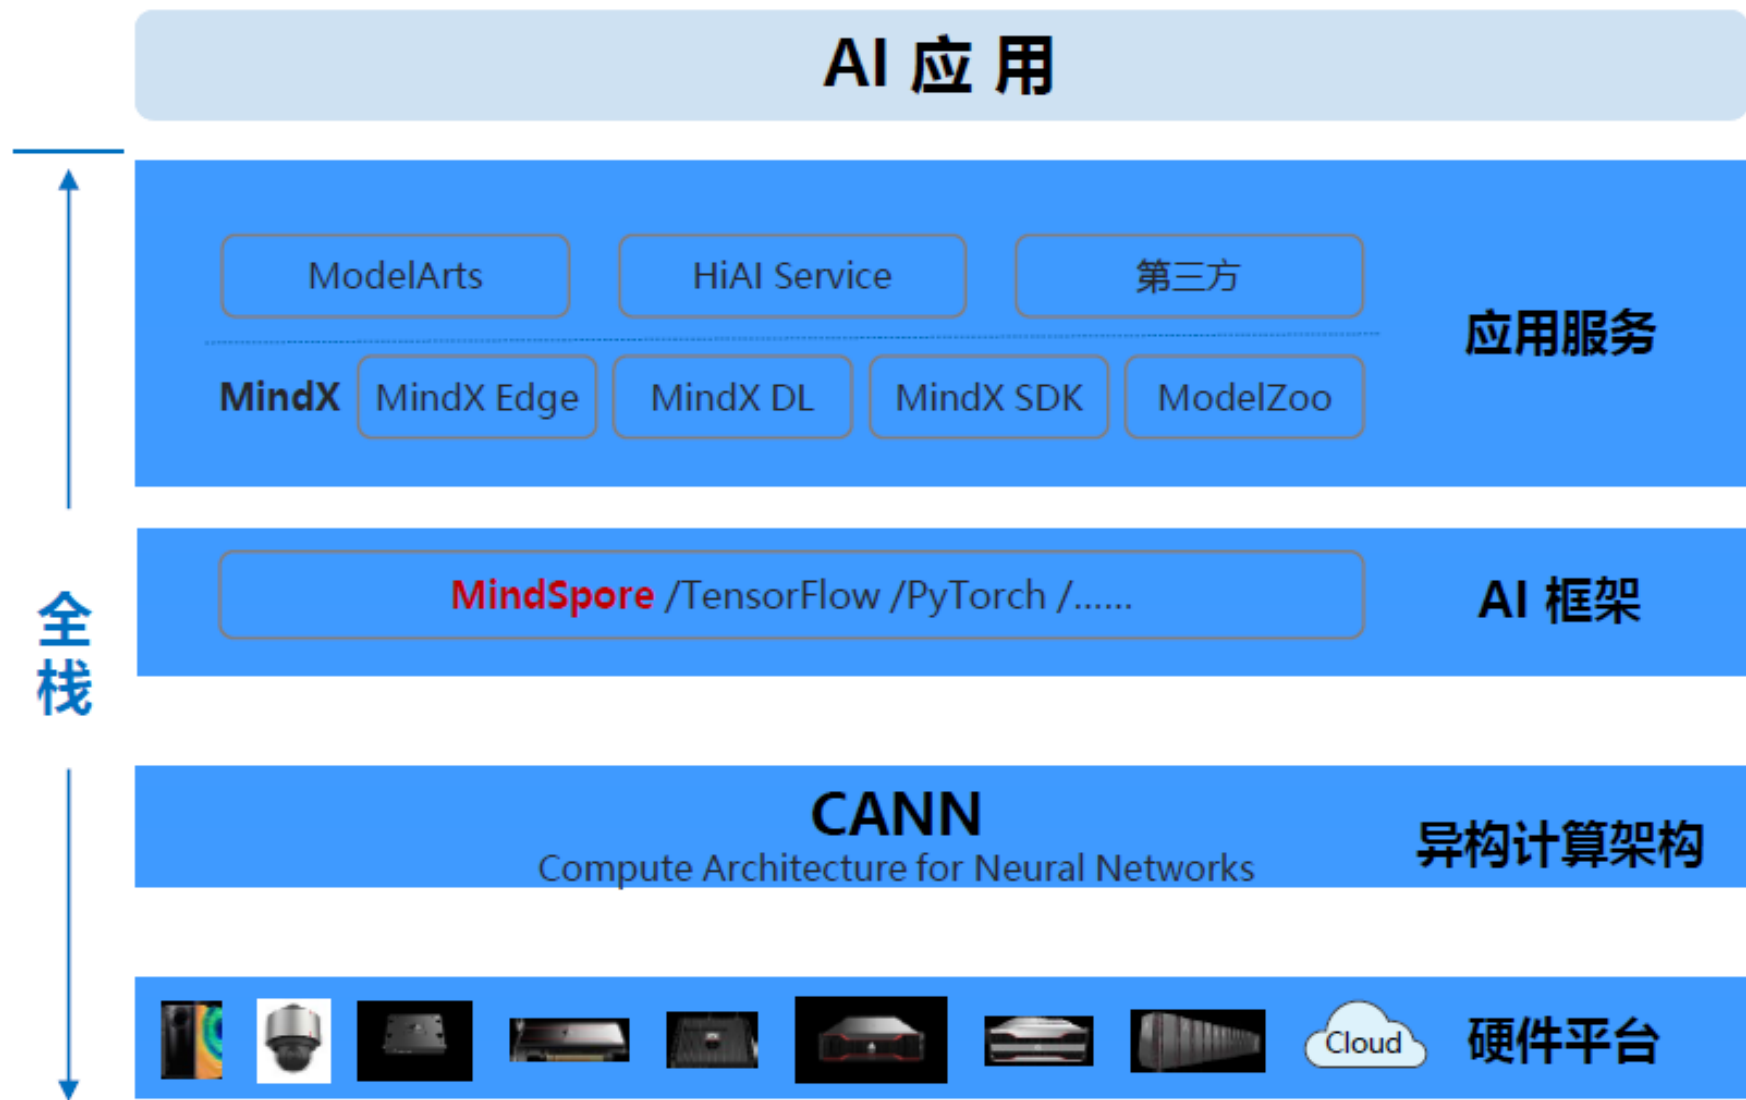 AI 应 用
ModelArts
HiAI Service
第三方
应用服务
MindX
MindX Edge
MindX DL
MindX SDK
ModelZoo
全
栈
MindSpore /TensorFlow /PyTorch /......
AI 框架
CANN
Compute Architecture for Neural Networks
异构计算架构
Cloud
硬件平台